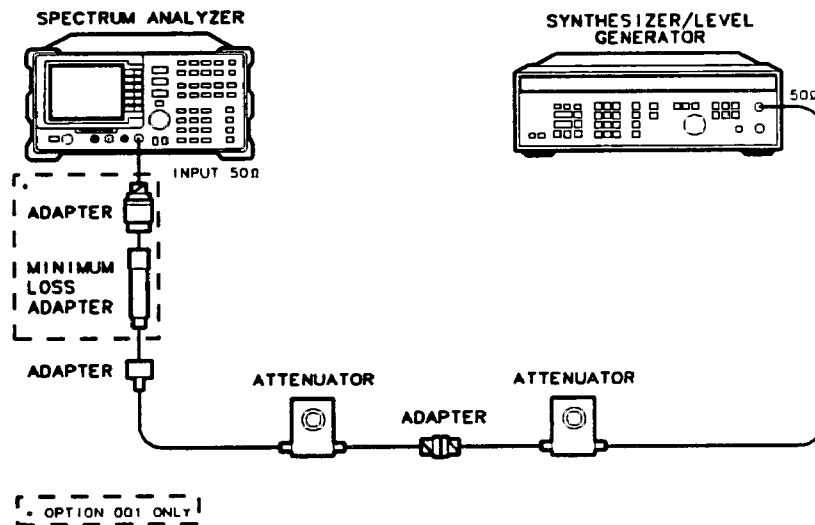 SPECTRUM ANALYZER
SYNTHESIZER/LEVEL
GENERATOR
50Ω
INPUT 50Ω
*
ADAPTER
MINIMUM
LOSS
ADAPTER
ADAPTER
ATTENUATOR
ADAPTER
ATTENUATOR
* OPTION 001 ONLY